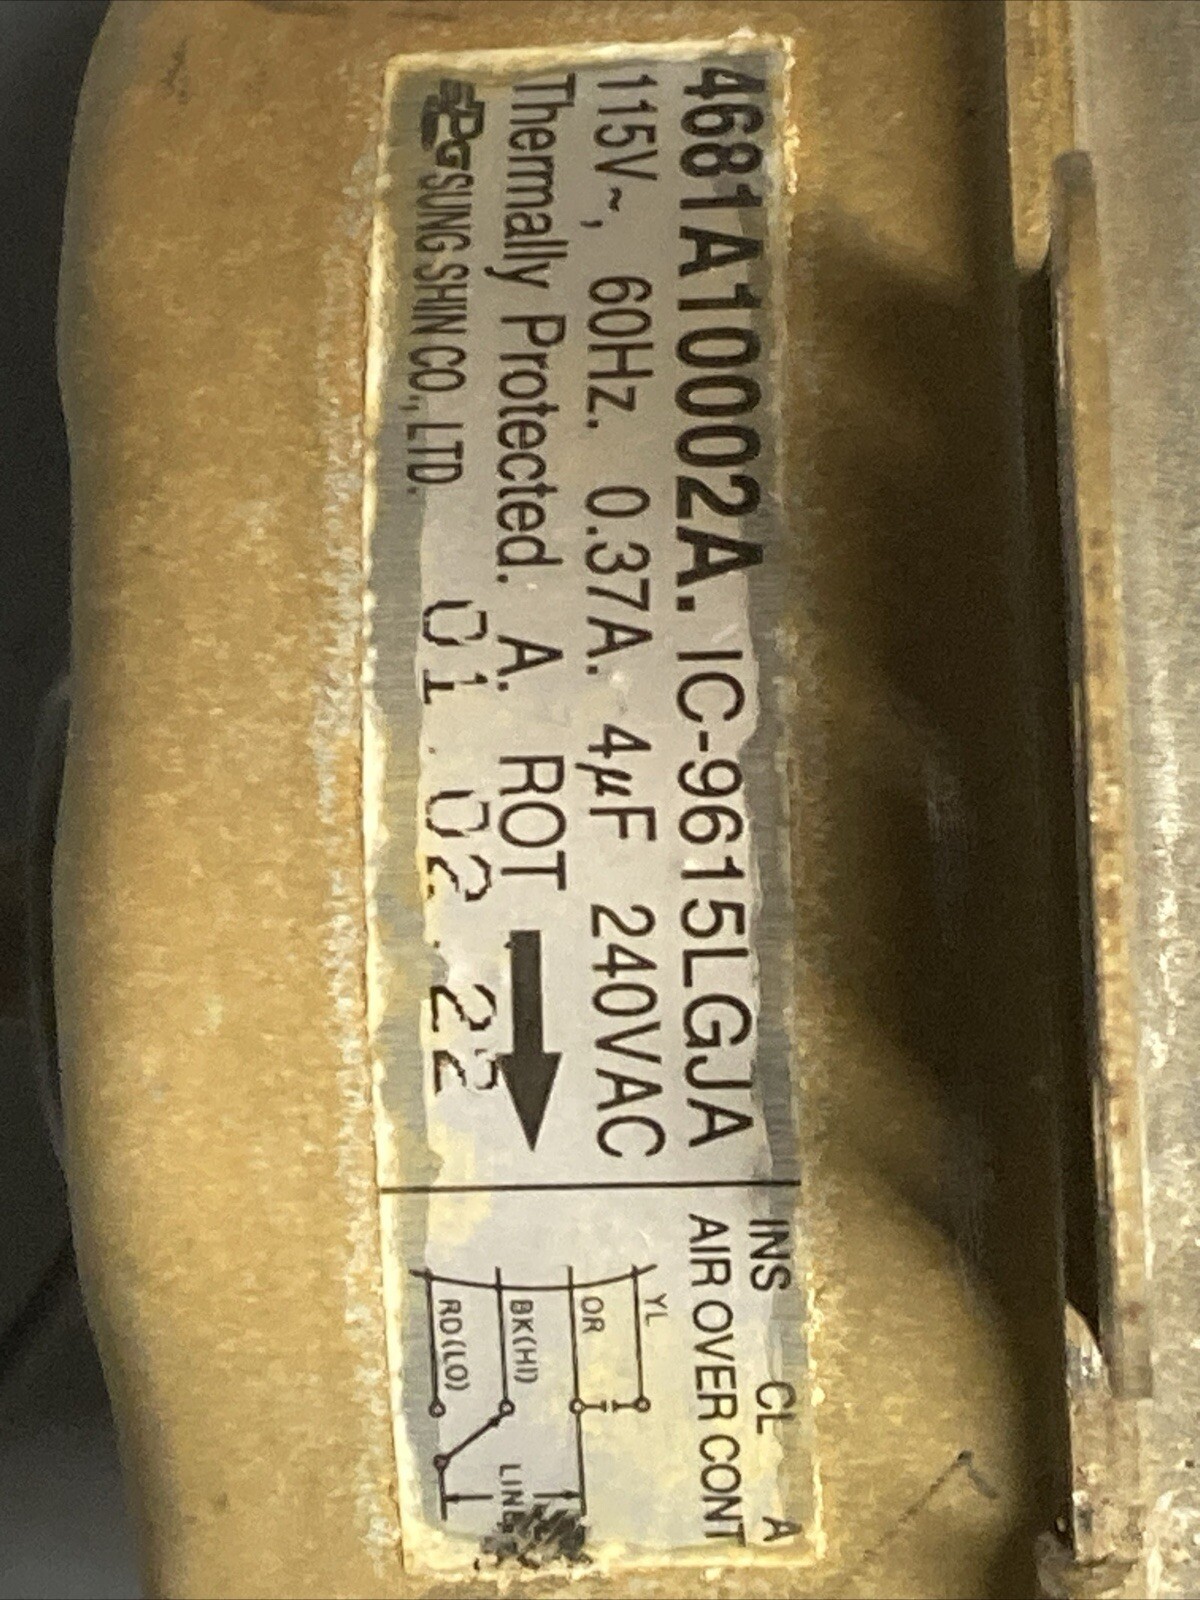 4681A10002A. IC-9615LGJA
115V~, 60Hz. 0.37A. 4μF 240VAC
Thermally Protected. A. ROT
SUNG SHIN CO.,LTD. 01.02.22
INS CL A
AIR OVER CONT
YL
OR
BK(HI)
LINE
RD(LO)